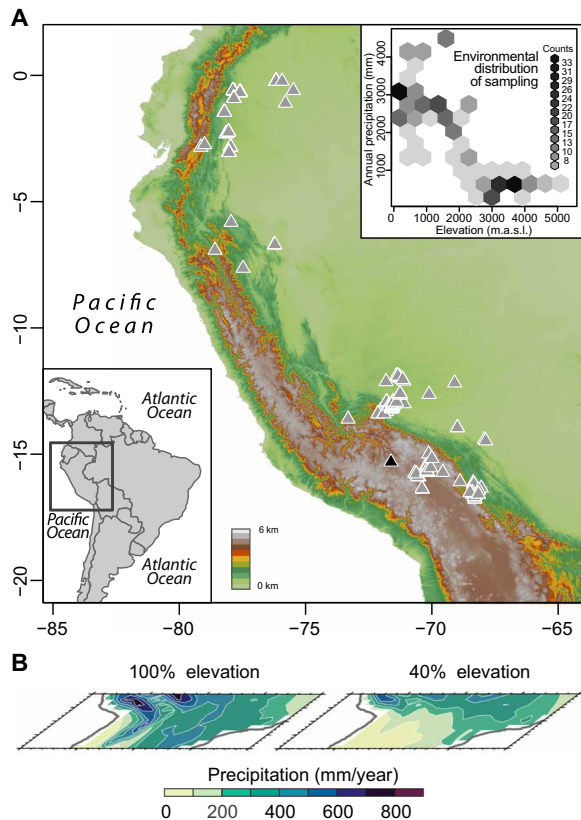 A
0
−5
−10
−15
−20
−85
−80
−75
−70
−65
Pacific
Ocean
Environmental
distribution
of sampling
Counts
33
31
29
26
24
22
20
17
15
13
10
8
Annual precipitation (mm)
1000
2000
3000
4000
0
1000
2000
3000
4000
5000
Elevation (m.a.s.l.)
Atlantic
Ocean
Pacific
Ocean
Atlantic
Ocean
6 km
0 km
B
100% elevation
40% elevation
Precipitation (mm/year)
0 200 400 600 800